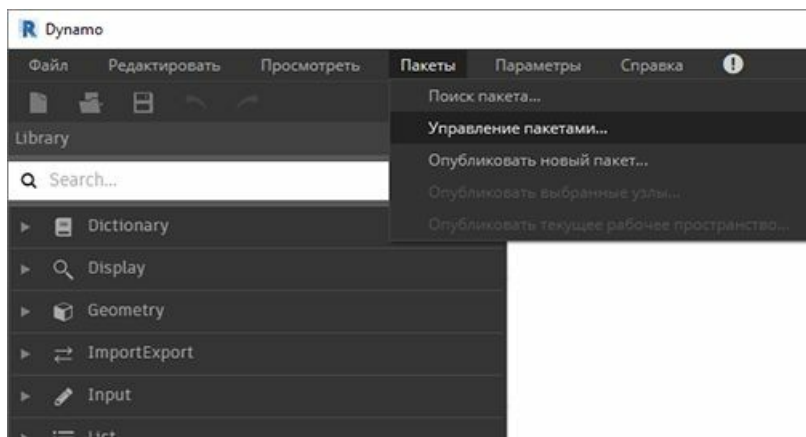 Dynamo
Файл Редактировать Просмотреть Пакеты Параметры Справка
Поиск пакета...
Управление пакетами...
Опубликовать новый пакет...
Опубликовать выбранные узлы...
Опубликовать текущее рабочее пространство...
Library
Search...
Dictionary
Display
Geometry
ImportExport
Input
List